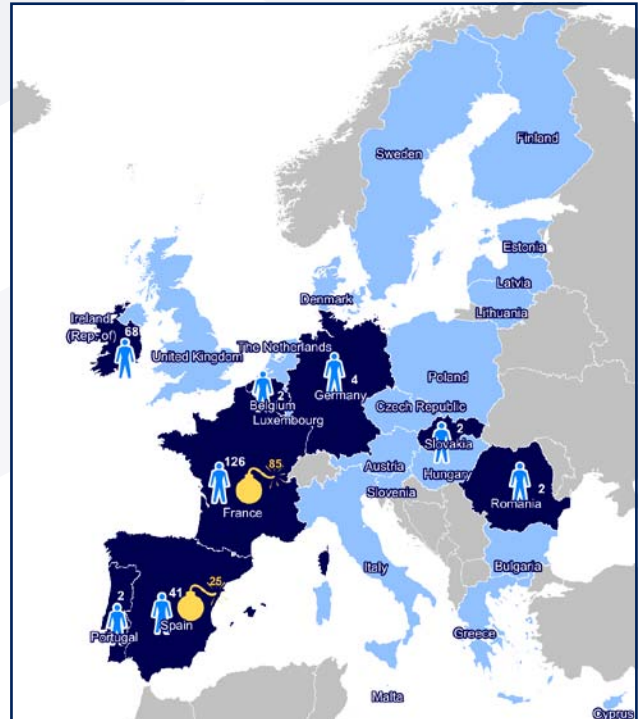 Finland
Sweden
Estonia
Latvia
Denmark
Lithuania
Ireland
(Rep. of)
68
United Kingdom
The Netherlands
2
Belgium
Luxembourg
4
Germany
Poland
Czech Republic
2
Slovakia
Austria
Hungary
Slovenia
126
85
France
2
Romania
Italy
Bulgaria
2
Portugal
41
25
Spain
Greece
Malta
Cyprus